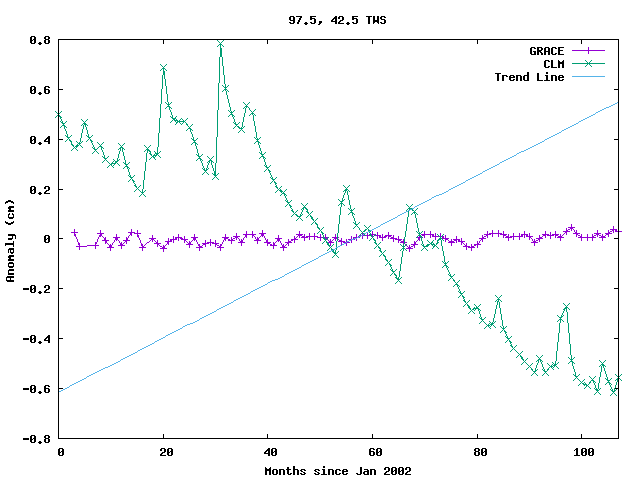 97.5, 42.5 TWS
GRACE
CLM
Trend Line
0.8
0.6
0.4
0.2
0
-0.2
-0.4
-0.6
-0.8
Anomaly (cm)
0 20 40 60 80 100
Months since Jan 2002